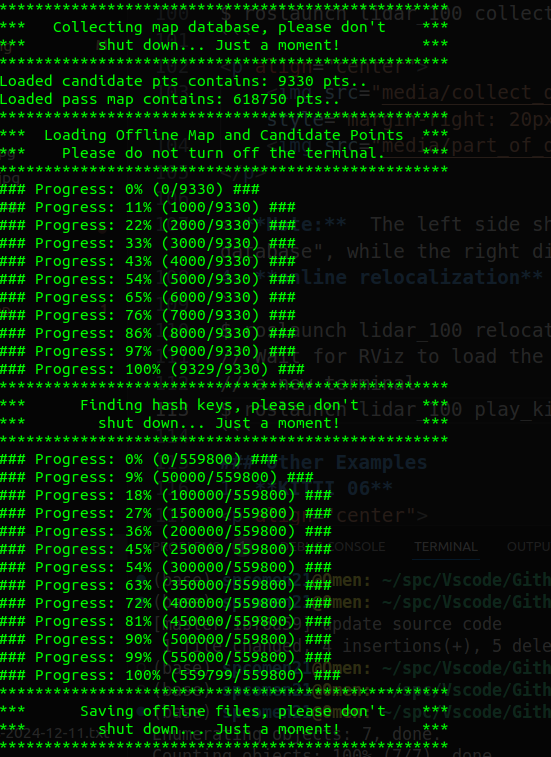 **************************************************
***   Collecting map database, please don't    ***
***        shut down... Just a moment!         ***
**************************************************
Loaded candidate pts contains: 9330 pts..
Loaded pass map contains: 618750 pts..
**************************************************
***  Loading Offline Map and Candidate Points  ***
***    Please do not turn off the terminal.    ***
**************************************************
### Progress: 0% (0/9330) ###
### Progress: 11% (1000/9330) ###
### Progress: 22% (2000/9330) ###
### Progress: 33% (3000/9330) ###
### Progress: 43% (4000/9330) ###
### Progress: 54% (5000/9330) ###
### Progress: 65% (6000/9330) ###
### Progress: 76% (7000/9330) ###
### Progress: 86% (8000/9330) ###
### Progress: 97% (9000/9330) ###
### Progress: 100% (9329/9330) ###
**************************************************
***      Finding hash keys, please don't       ***
***        shut down... Just a moment!         ***
**************************************************
### Progress: 0% (0/559800) ###
### Progress: 9% (50000/559800) ###
### Progress: 18% (100000/559800) ###
### Progress: 27% (150000/559800) ###
### Progress: 36% (200000/559800) ###
### Progress: 45% (250000/559800) ###
### Progress: 54% (300000/559800) ###
### Progress: 63% (350000/559800) ###
### Progress: 72% (400000/559800) ###
### Progress: 81% (450000/559800) ###
### Progress: 90% (500000/559800) ###
### Progress: 99% (550000/559800) ###
### Progress: 100% (559799/559800) ###
**************************************************
***      Saving offline files, please don't    ***
***        shut down... Just a moment!         ***
**************************************************